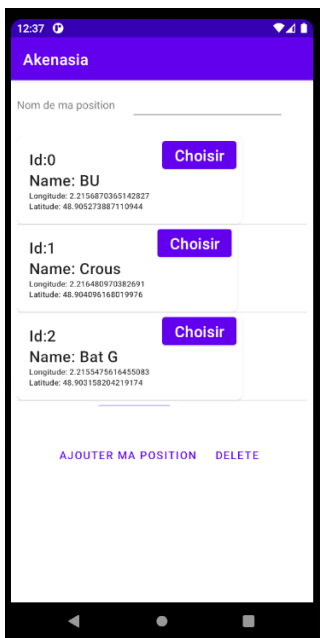 12:37
Akenasia
Nom de ma position
Id:0
Choisir
Name: BU
Longitude: 2.2156870365142827
Latitude: 48.905273887110944
Id:1
Choisir
Name: Crous
Longitude: 2.216480970382691
Latitude: 48.904096168019976
Id:2
Choisir
Name: Bat G
Longitude: 2.2155475616455083
Latitude: 48.903158204219174
AJOUTER MA POSITION DELETE